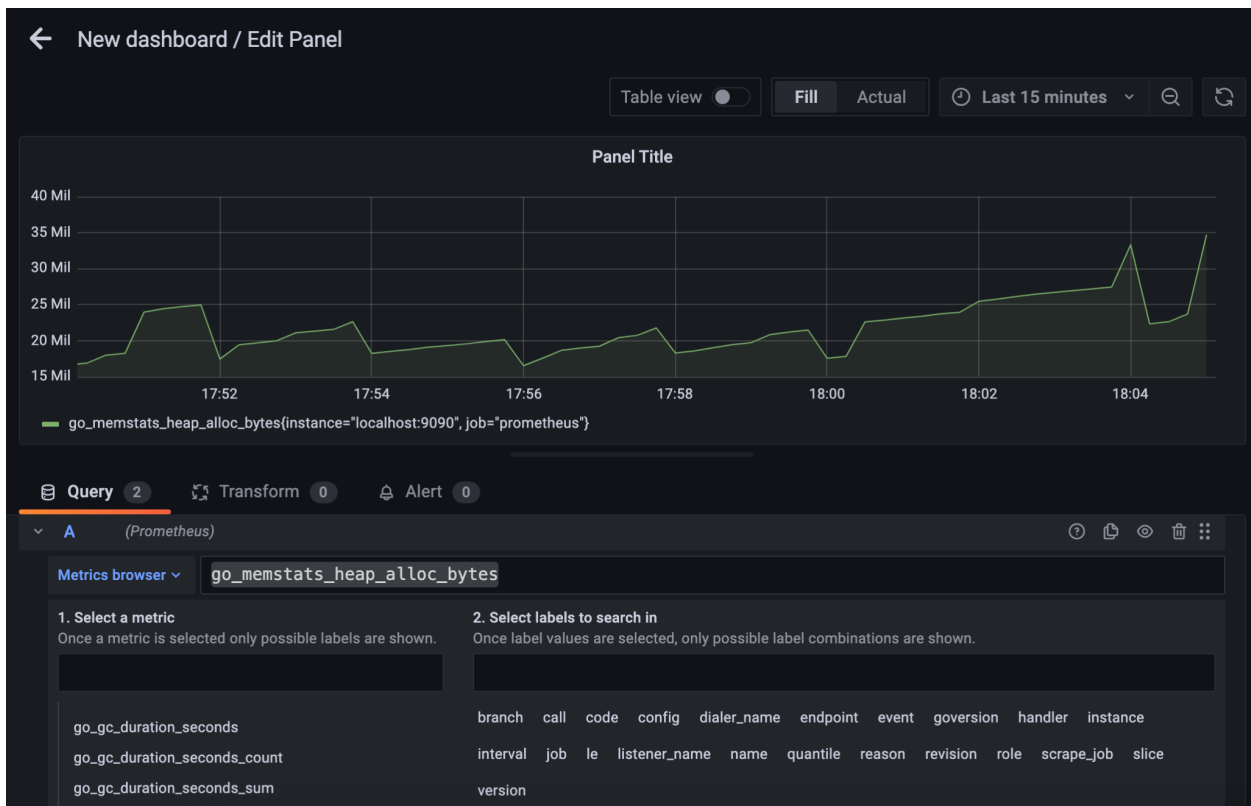 New dashboard / Edit Panel
Table view Fill Actual Last 15 minutes
Panel Title
40 Mil
35 Mil
30 Mil
25 Mil
20 Mil
15 Mil
17:52 17:54 17:56 17:58 18:00 18:02 18:04
go_memstats_heap_alloc_bytes{instance="localhost:9090", job="prometheus"}
Query 2 Transform 0 Alert 0
A (Prometheus)
Metrics browser go_memstats_heap_alloc_bytes
1. Select a metric
Once a metric is selected only possible labels are shown.
2. Select labels to search in
Once label values are selected, only possible label combinations are shown.
go_gc_duration_seconds
go_gc_duration_seconds_count
go_gc_duration_seconds_sum
branch call code config dialer_name endpoint event goversion handler instance
interval job le listener_name name quantile reason revision role scrape_job slice
version